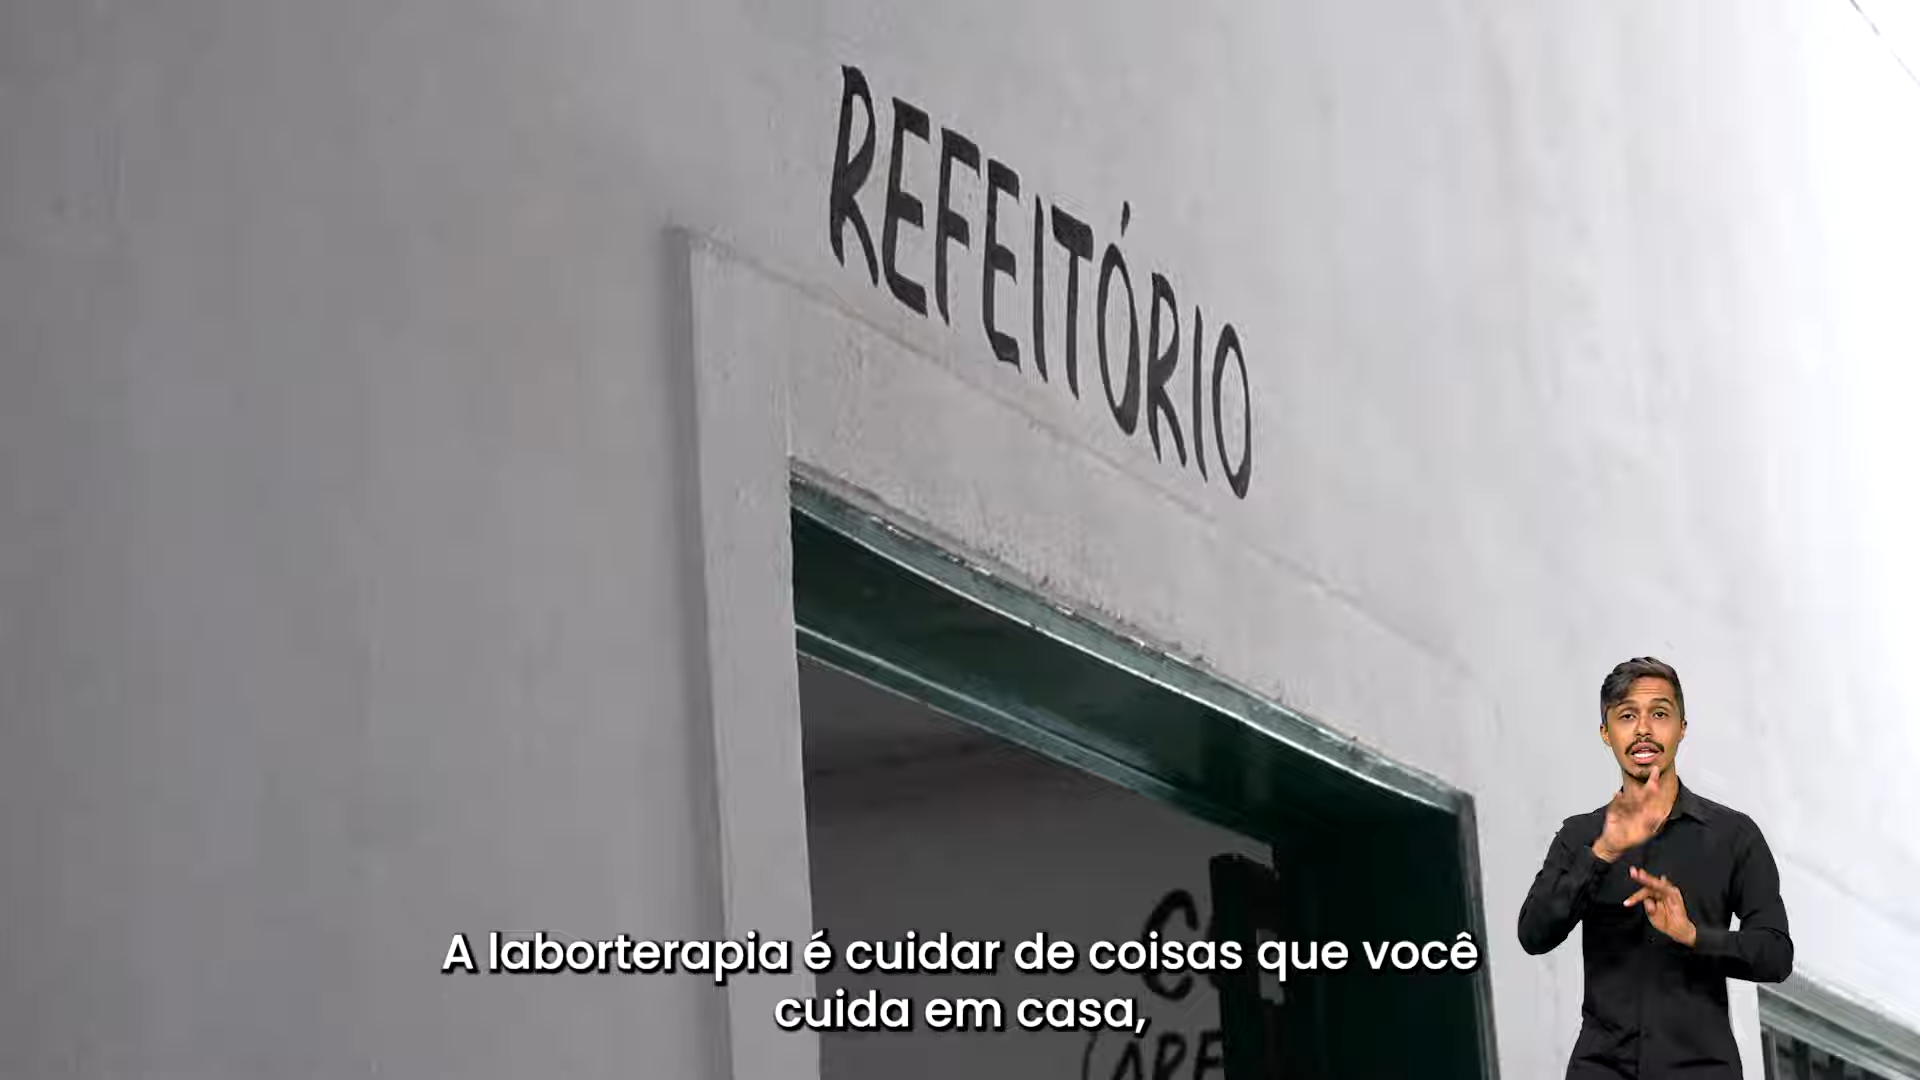 REFEITÓRIO
A laborterapia é cuidar de coisas que você
cuida em casa,